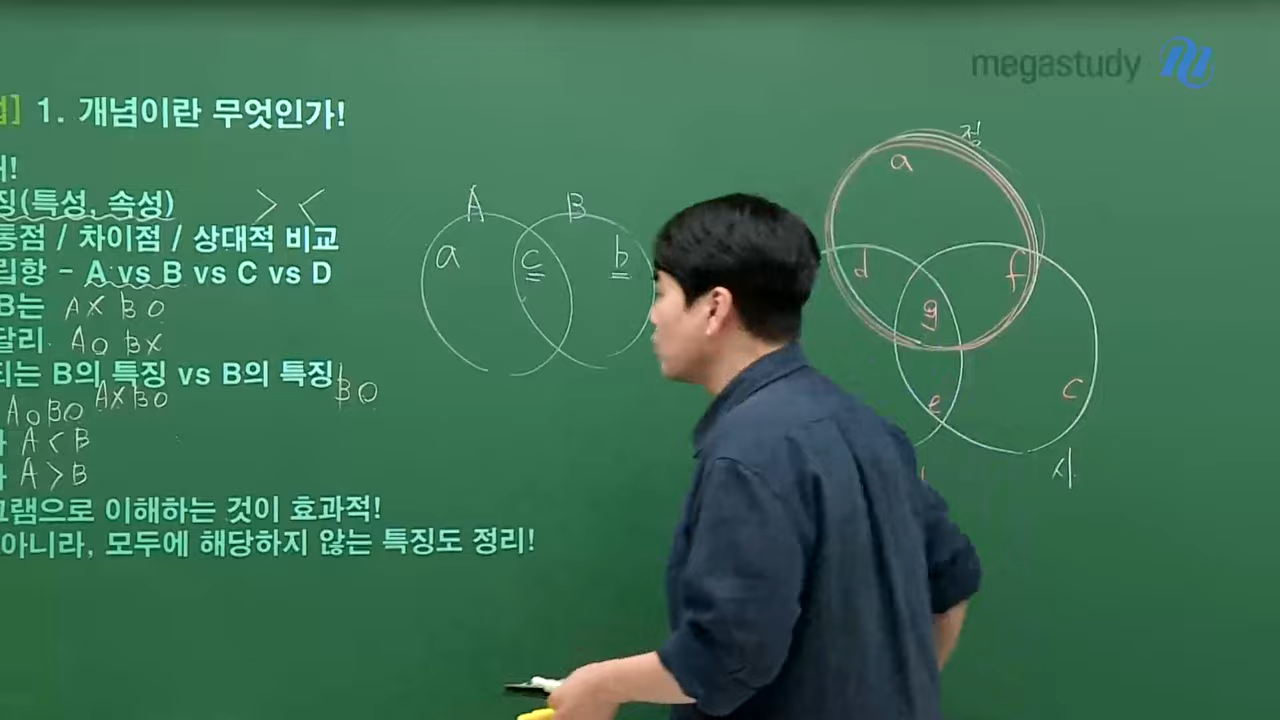 megastudy
1. 개념이란 무엇인가!
징(특성, 속성) > <
통점 / 차이점 / 상대적 비교
립항 - A vs B vs C vs D
B는 A X B O
달리 A O B X
되는 B의 특징 vs B의 특징 B O
A O B O A X B O
A < B
A > B
그램으로 이해하는 것이 효과적!
아니라, 모두에 해당하지 않는 특징도 정리!
A B
a c b
정
a
d f
g
e c
사